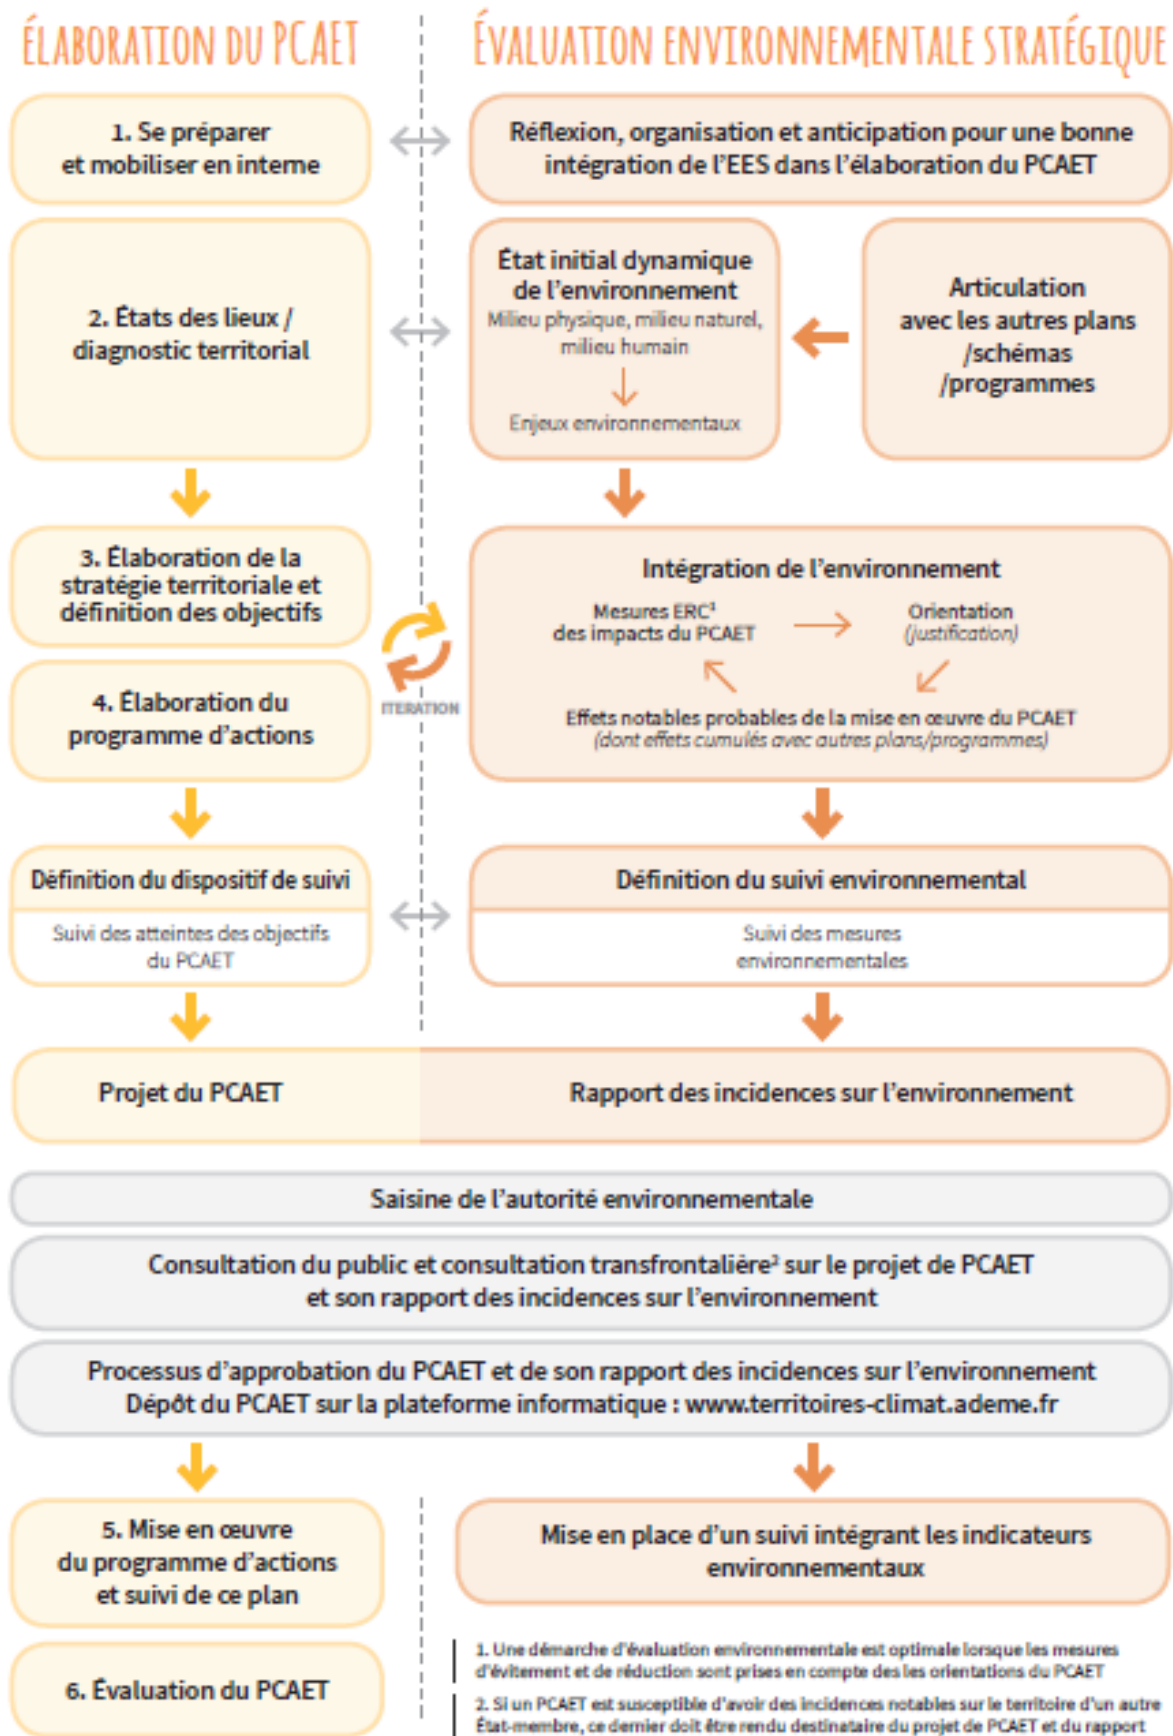 ÉLABORATION DU PCAET
ÉVALUATION ENVIRONNEMENTALE STRATÉGIQUE
1. Se préparer
et mobiliser en interne
Réflexion, organisation et anticipation pour une bonne
intégration de l'EES dans l'élaboration du PCAET
2. États des lieux /
diagnostic territorial
État initial dynamique
de l'environnement
Milieu physique, milieu naturel,
milieu humain
Enjeux environnementaux
Articulation
avec les autres plans
/schémas
/programmes
3. Élaboration de la
stratégie territoriale et
définition des objectifs
4. Élaboration du
programme d'actions
ITERATION
Intégration de l'environnement
Mesures ERC¹
des impacts du PCAET
Orientation
(justification)
Effets notables probables de la mise en œuvre du PCAET
(dont effets cumulés avec autres plans/programmes)
Définition du dispositif de suivi
Suivi des atteintes des objectifs
du PCAET
Définition du suivi environnemental
Suivi des mesures
environnementales
Projet du PCAET
Rapport des incidences sur l'environnement
Saisine de l'autorité environnementale
Consultation du public et consultation transfrontalière² sur le projet de PCAET
et son rapport des incidences sur l'environnement
Processus d'approbation du PCAET et de son rapport des incidences sur l'environnement
Dépôt du PCAET sur la plateforme informatique : www.territoires-climat.ademe.fr
5. Mise en œuvre
du programme d'actions
et suivi de ce plan
Mise en place d'un suivi intégrant les indicateurs
environnementaux
6. Évaluation du PCAET
1. Une démarche d'évaluation environnementale est optimale lorsque les mesures
d'évitement et de réduction sont prises en compte des les orientations du PCAET
2. Si un PCAET est susceptible d'avoir des incidences notables sur le territoire d'un autre
État-membre, ce dernier doit être rendu destinataire du projet de PCAET et du rapport